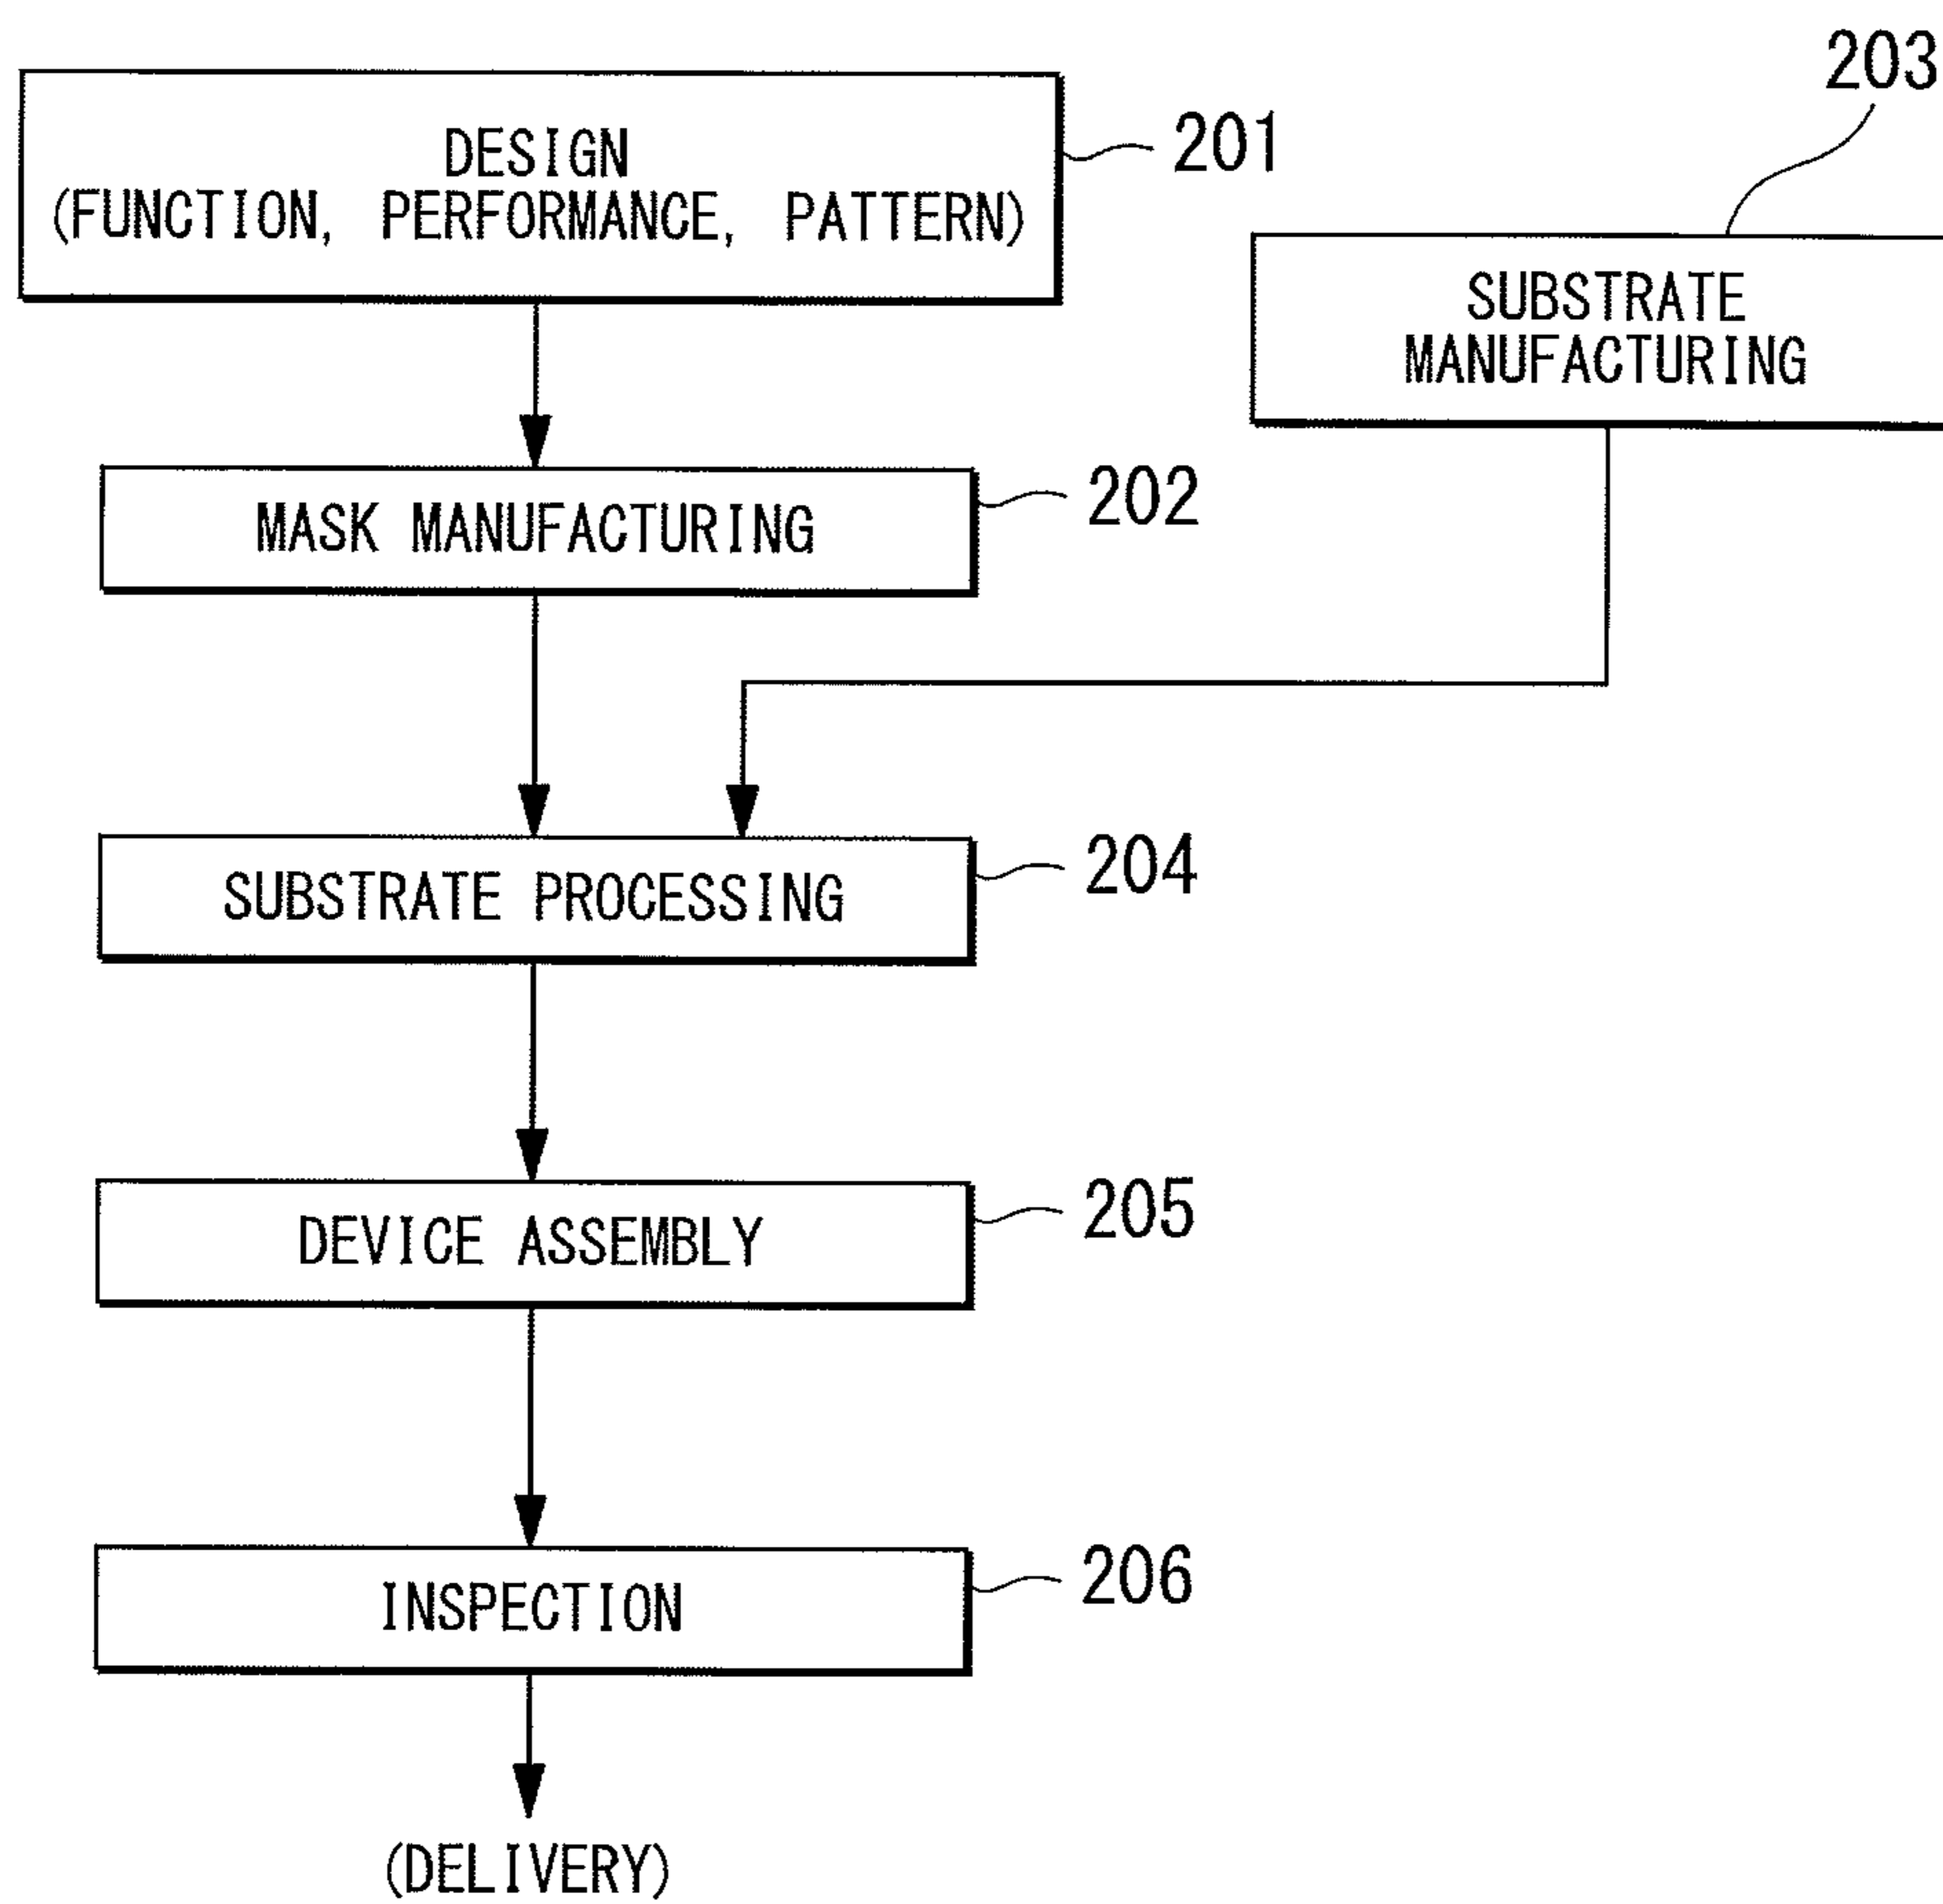 203
DESIGN
(FUNCTION, PERFORMANCE, PATTERN)
201
SUBSTRATE
MANUFACTURING
MASK MANUFACTURING
202
SUBSTRATE PROCESSING
204
DEVICE ASSEMBLY
205
INSPECTION
206
(DELIVERY)